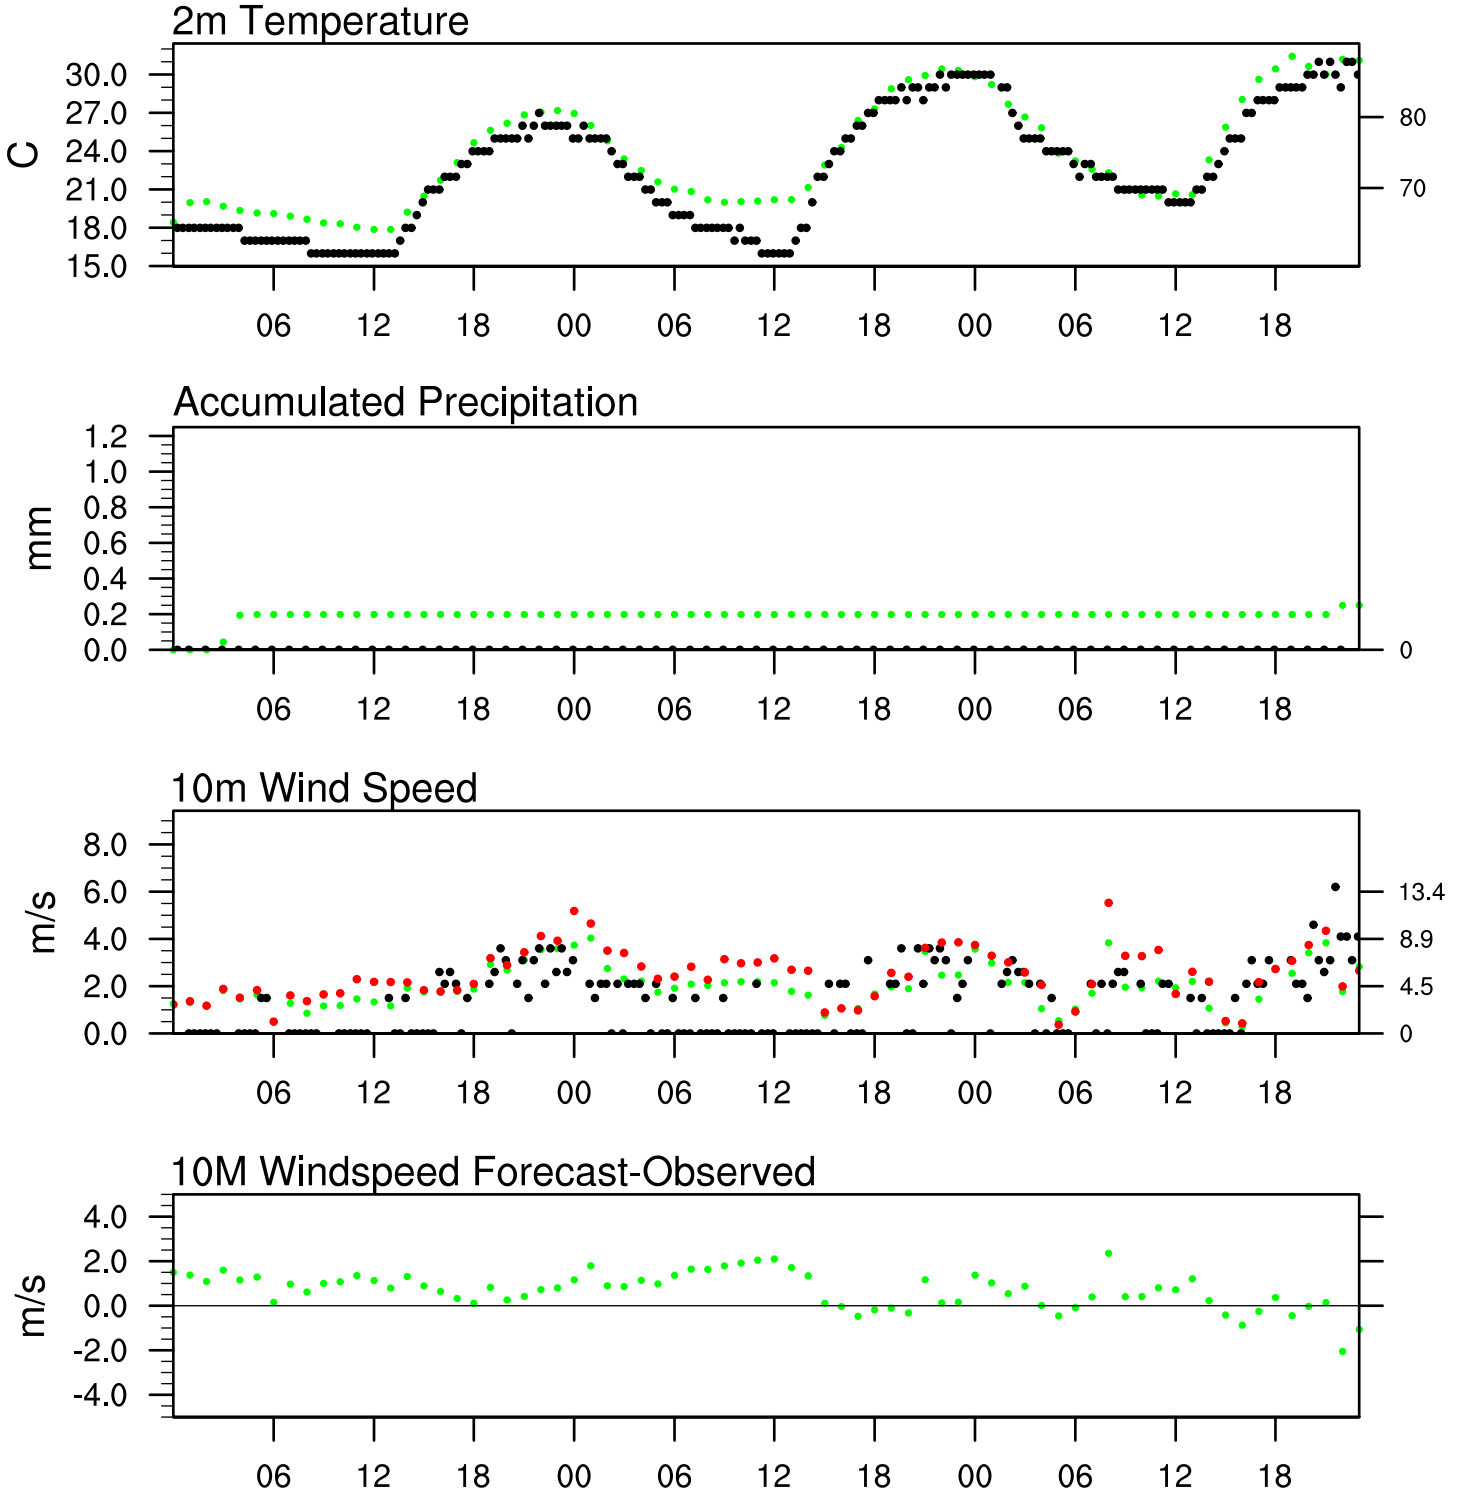 2m Temperature
30.0
27.0
24.0
21.0
18.0
15.0
C
80
70
06 12 18 00 06 12 18 00 06 12 18
Accumulated Precipitation
1.2
1.0
0.8
0.6
0.4
0.2
0.0
mm
0
06 12 18 00 06 12 18 00 06 12 18
10m Wind Speed
8.0
6.0
4.0
2.0
0.0
m/s
13.4
8.9
4.5
0
06 12 18 00 06 12 18 00 06 12 18
10M Windspeed Forecast-Observed
4.0
2.0
0.0
-2.0
-4.0
m/s
06 12 18 00 06 12 18 00 06 12 18